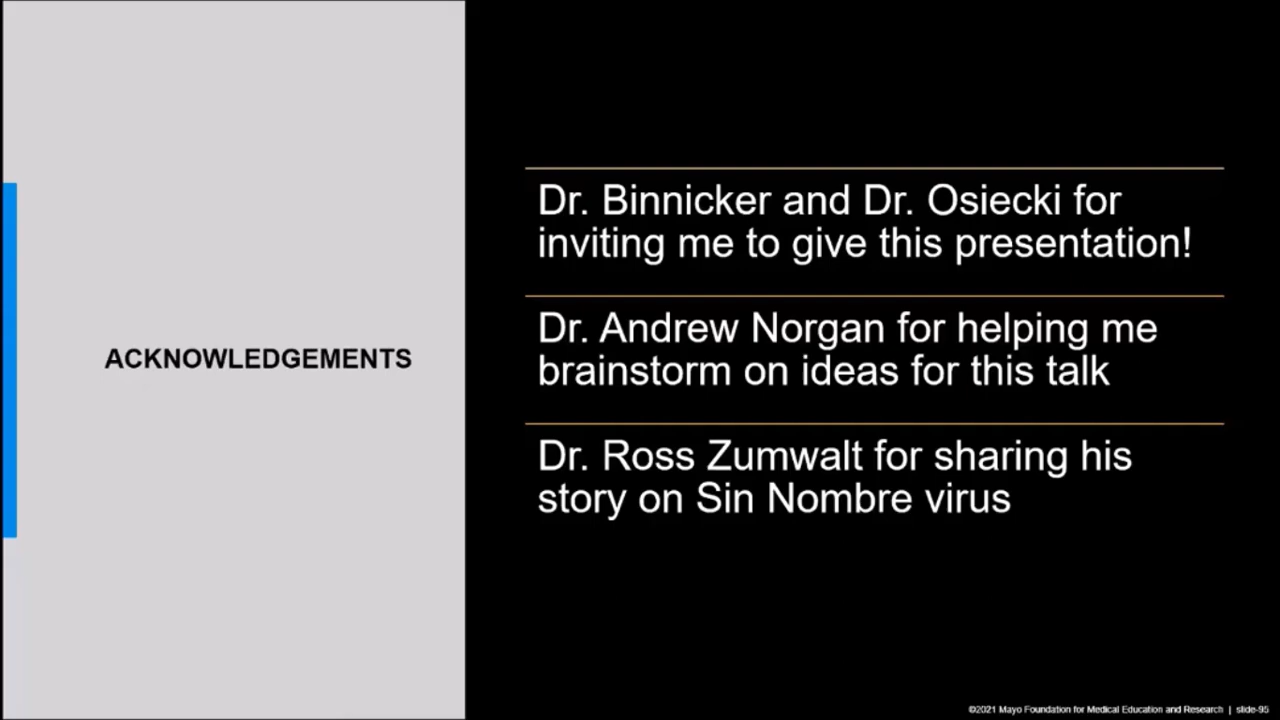 ACKNOWLEDGEMENTS
Dr. Binnicker and Dr. Osiecki for
inviting me to give this presentation!
Dr. Andrew Norgan for helping me
brainstorm on ideas for this talk
Dr. Ross Zumwalt for sharing his
story on Sin Nombre virus
©2021 Mayo Foundation for Medical Education and Research | slide-95